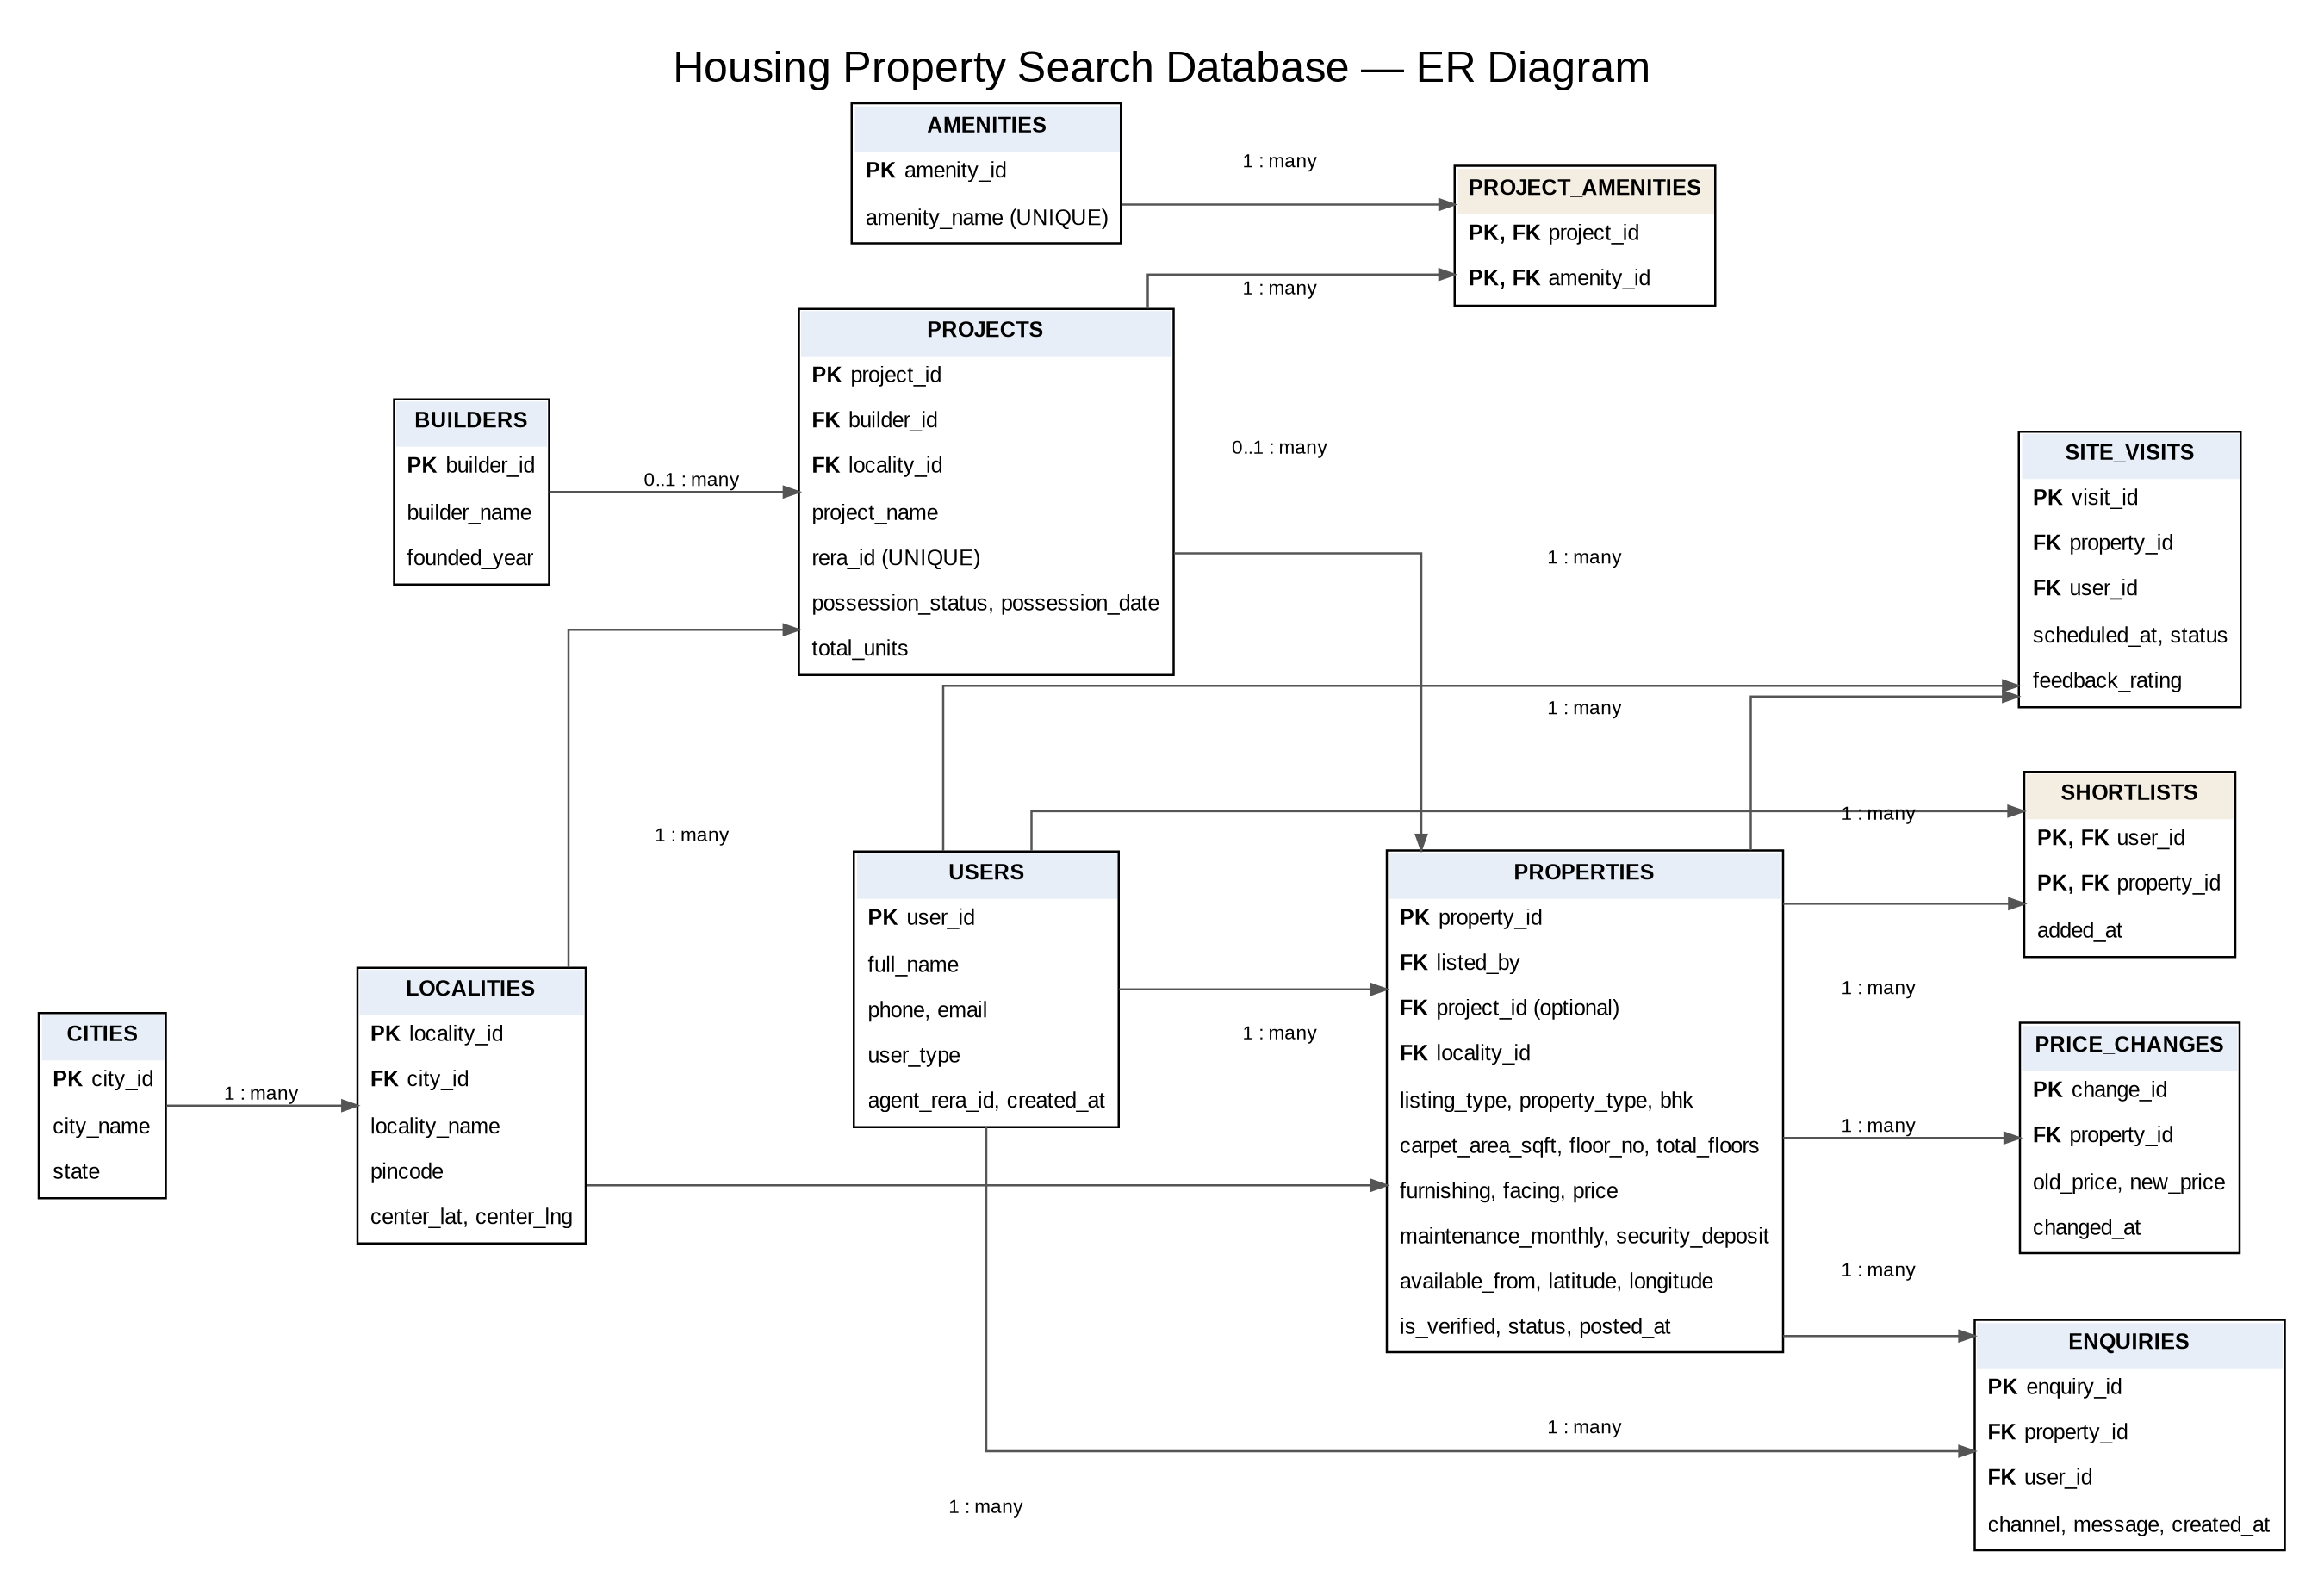 Housing Property Search Database — ER Diagram
AMENITIES
PK amenity_id
amenity_name (UNIQUE)
1 : many
PROJECT_AMENITIES
PK, FK project_id
PK, FK amenity_id
1 : many
PROJECTS
PK project_id
FK builder_id
FK locality_id
project_name
rera_id (UNIQUE)
possession_status, possession_date
total_units
BUILDERS
PK builder_id
builder_name
founded_year
0..1 : many
0..1 : many
1 : many
SITE_VISITS
PK visit_id
FK property_id
FK user_id
scheduled_at, status
feedback_rating
1 : many
SHORTLISTS
PK, FK user_id
PK, FK property_id
added_at
1 : many
1 : many
USERS
PK user_id
full_name
phone, email
user_type
agent_rera_id, created_at
1 : many
PROPERTIES
PK property_id
FK listed_by
FK project_id (optional)
FK locality_id
listing_type, property_type, bhk
carpet_area_sqft, floor_no, total_floors
furnishing, facing, price
maintenance_monthly, security_deposit
available_from, latitude, longitude
is_verified, status, posted_at
1 : many
LOCALITIES
PK locality_id
FK city_id
locality_name
pincode
center_lat, center_lng
CITIES
PK city_id
city_name
state
1 : many
PRICE_CHANGES
PK change_id
FK property_id
old_price, new_price
changed_at
1 : many
1 : many
ENQUIRIES
PK enquiry_id
FK property_id
FK user_id
channel, message, created_at
1 : many
1 : many